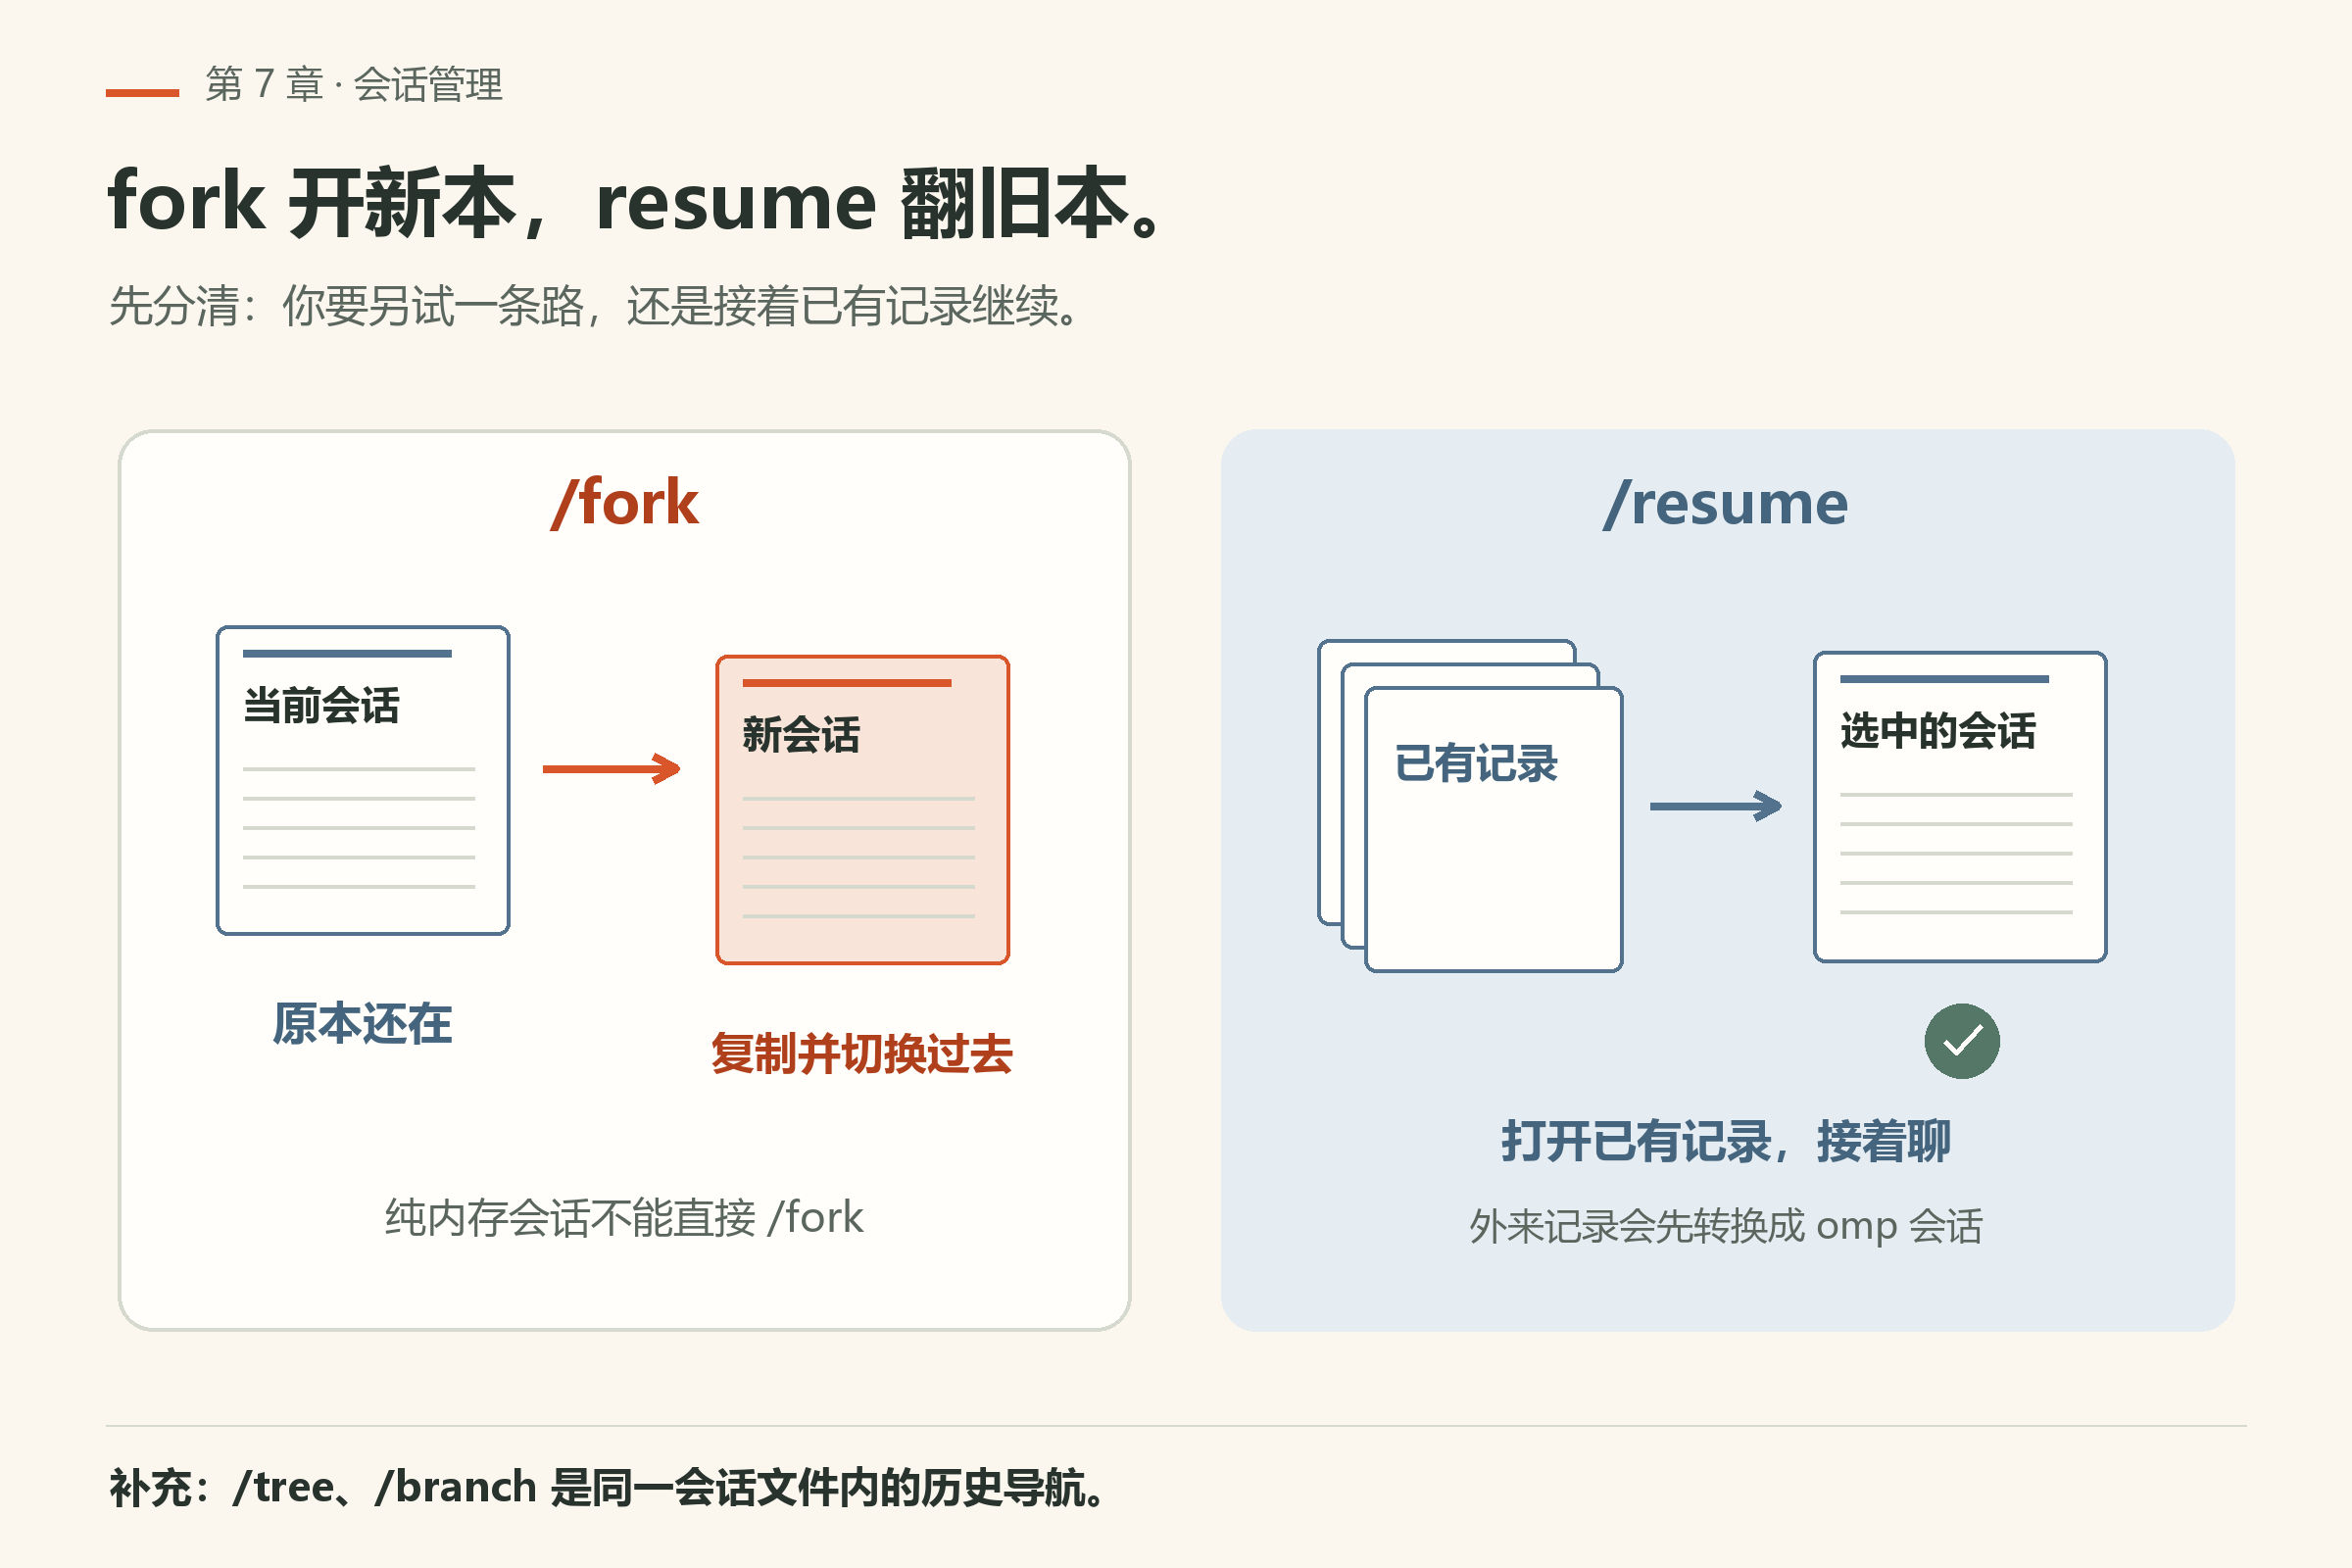 第 7 章 · 会话管理
fork 开新本，resume 翻旧本。
先分清：你要另试一条路，还是接着已有记录继续。
/fork
当前会话
新会话
原本还在
复制并切换过去
纯内存会话不能直接 /fork
/resume
已有记录
选中的会话
打开已有记录，接着聊
外来记录会先转换成 omp 会话
补充：/tree、/branch 是同一会话文件内的历史导航。